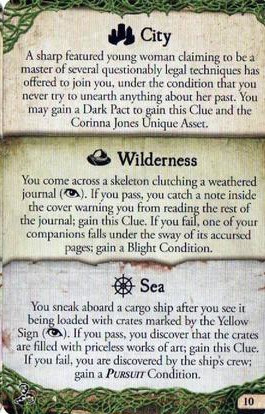 City
A sharp featured young woman claiming to be a
master of several questionably legal techniques has
offered to join you, under the condition that you
never try to unearth anything about her past. You
may gain a Dark Pact to gain this Clue and the
Corinna Jones Unique Asset.
Wilderness
You come across a skeleton clutching a weathered
journal (). If you pass, you catch a note inside
the cover warning you from reading the rest of
the journal; gain this Clue. If you fail, one of your
companions falls under the sway of its accursed
pages; gain a Blight Condition.
Sea
You sneak aboard a cargo ship after you see it
being loaded with crates marked by the Yellow
Sign (). If you pass, you discover that the crates
are filled with priceless works of art; gain this Clue.
If you fail, you are discovered by the ship's crew;
gain a PURSUIT Condition.
10